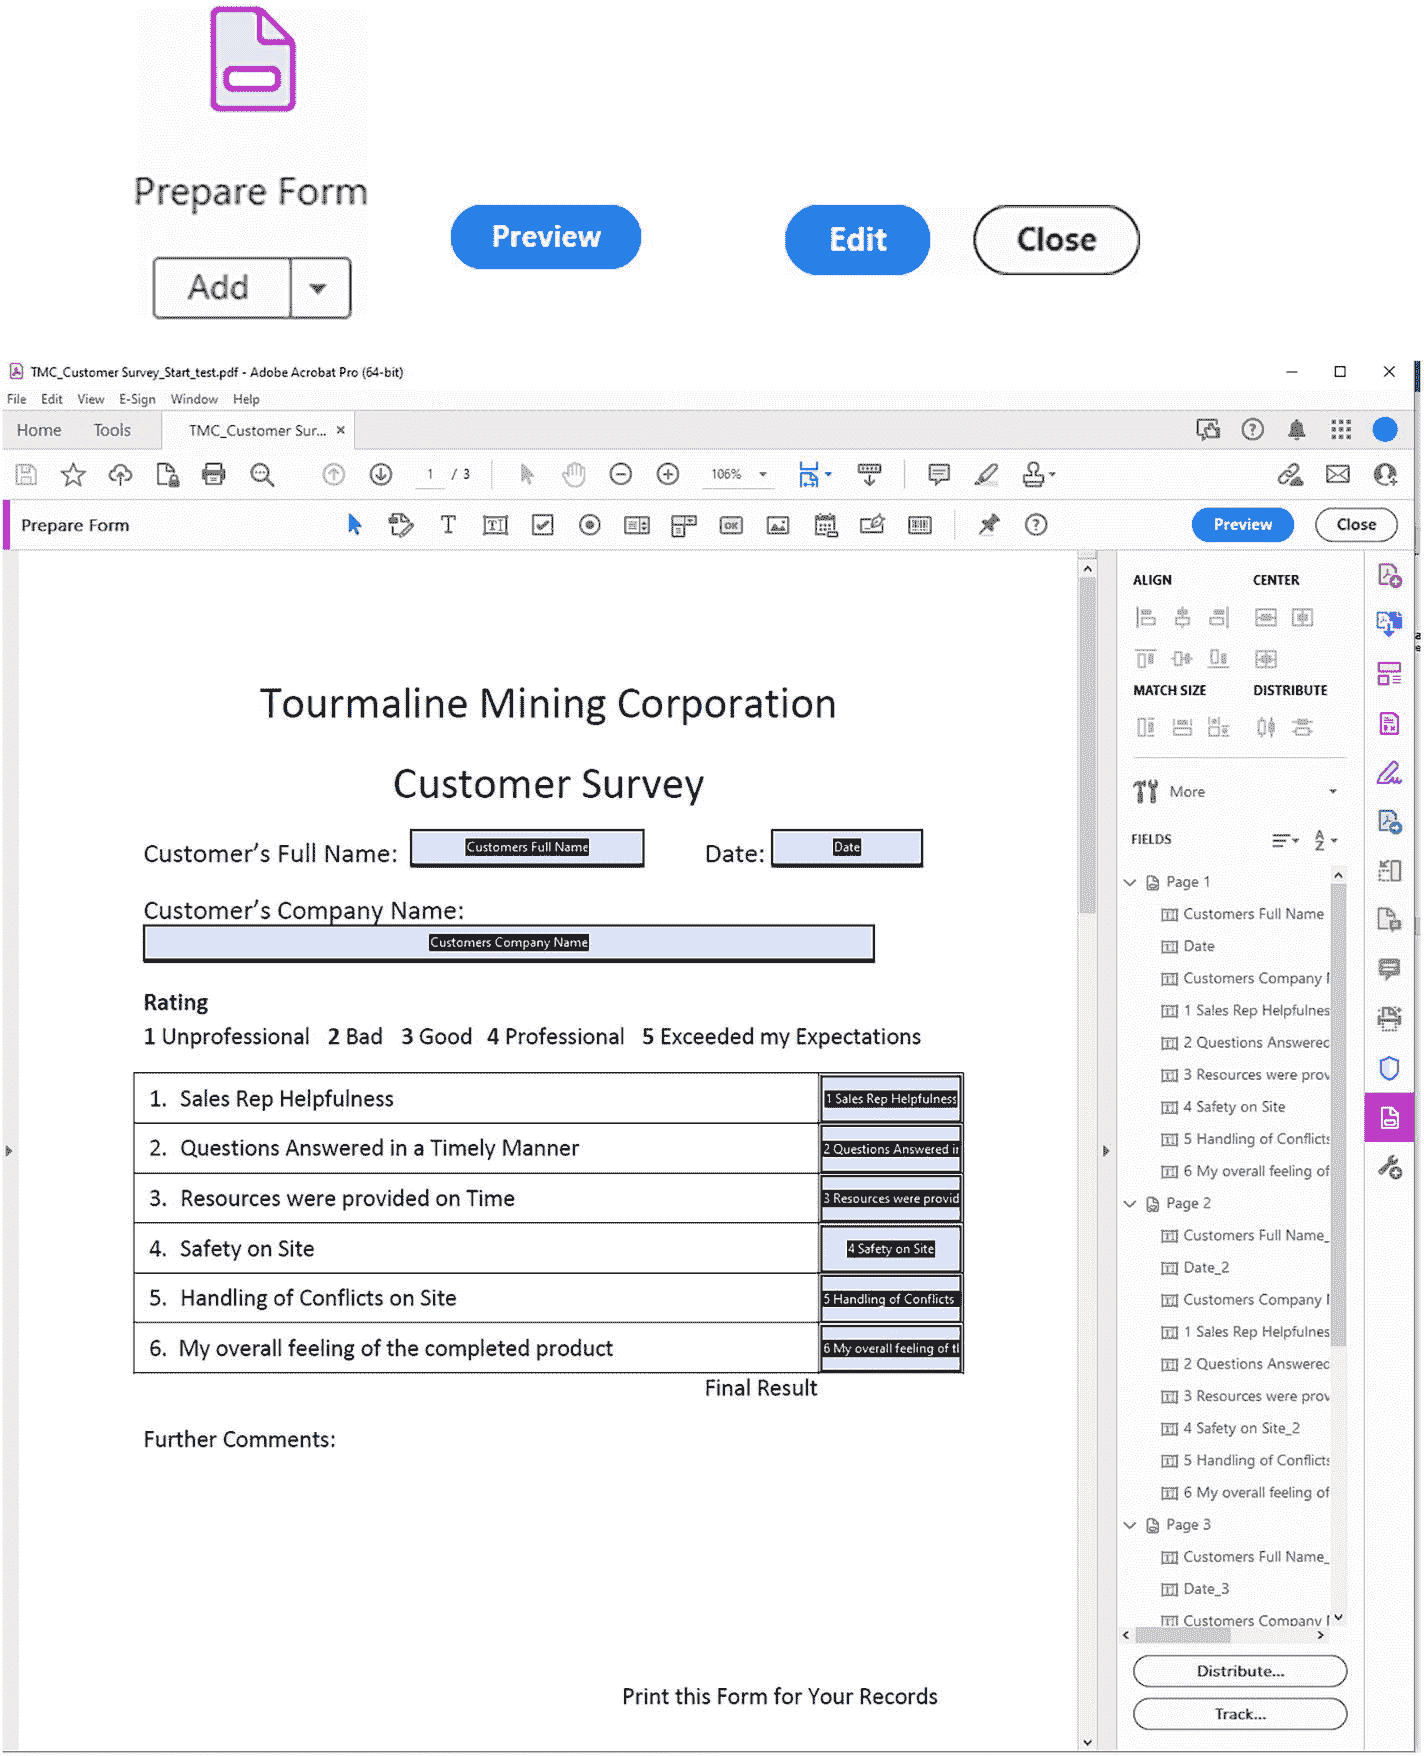 Prepare Form
Add
Preview
Edit
Close
TMC_Customer Survey_Start_test.pdf - Adobe Acrobat Pro (64-bit)
File Edit View E-Sign Window Help
Home Tools TMC_Customer Sur... ×
1 / 3 106%
Prepare Form
Preview Close
Tourmaline Mining Corporation
Customer Survey
Customer’s Full Name: Customers Full Name Date: Date
Customer’s Company Name:
Customers Company Name
Rating
1 Unprofessional 2 Bad 3 Good 4 Professional 5 Exceeded my Expectations
1. Sales Rep Helpfulness 1 Sales Rep Helpfulness
2. Questions Answered in a Timely Manner 2 Questions Answered in
3. Resources were provided on Time 3 Resources were provid
4. Safety on Site 4 Safety on Site
5. Handling of Conflicts on Site 5 Handling of Conflicts
6. My overall feeling of the completed product 6 My overall feeling of tl
Final Result
Further Comments:
Print this Form for Your Records
ALIGN CENTER
MATCH SIZE DISTRIBUTE
More
FIELDS
Page 1
Customers Full Name
Date
Customers Company
1 Sales Rep Helpfulnes
2 Questions Answered
3 Resources were prov
4 Safety on Site
5 Handling of Conflicts
6 My overall feeling of
Page 2
Customers Full Name_
Date_2
Customers Company
1 Sales Rep Helpfulnes
2 Questions Answered
3 Resources were prov
4 Safety on Site_2
5 Handling of Conflicts
6 My overall feeling of
Page 3
Customers Full Name_
Date_3
Customers Company
Distribute...
Track...